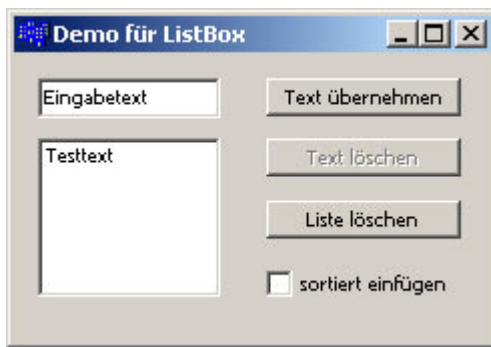 Demo für ListBox
Eingabetext
Text übernehmen
Testtext
Text löschen
Liste löschen
sortiert einfügen